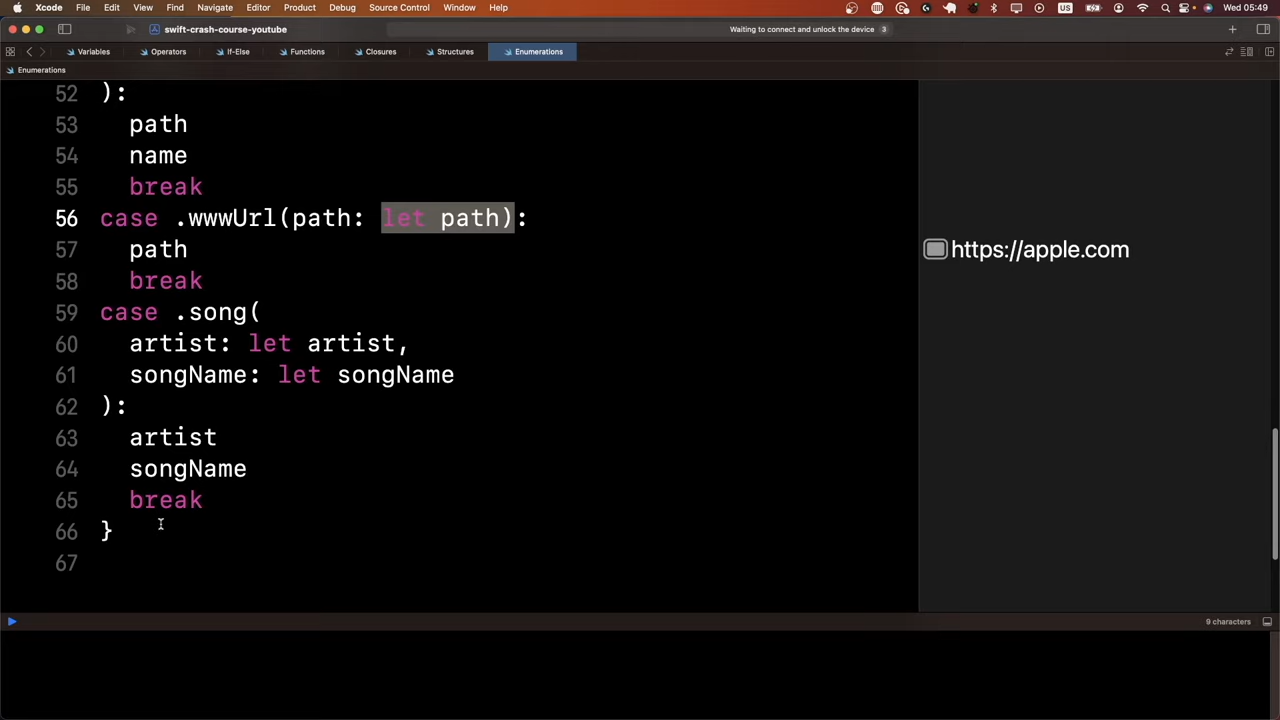 Xcode File Edit View Find Navigate Editor Product Debug Source Control Window Help US Wed 05:49
swift-crash-course-youtube Waiting to connect and unlock the device 3
Variables Operators If-Else Functions Closures Structures Enumerations
Enumerations
52 ):
53 path
54 name
55 break
56 case .wwwUrl(path: let path):
57 path https://apple.com
58 break
59 case .song(
60 artist: let artist,
61 songName: let songName
62 ):
63 artist
64 songName
65 break
66 }
67
9 characters